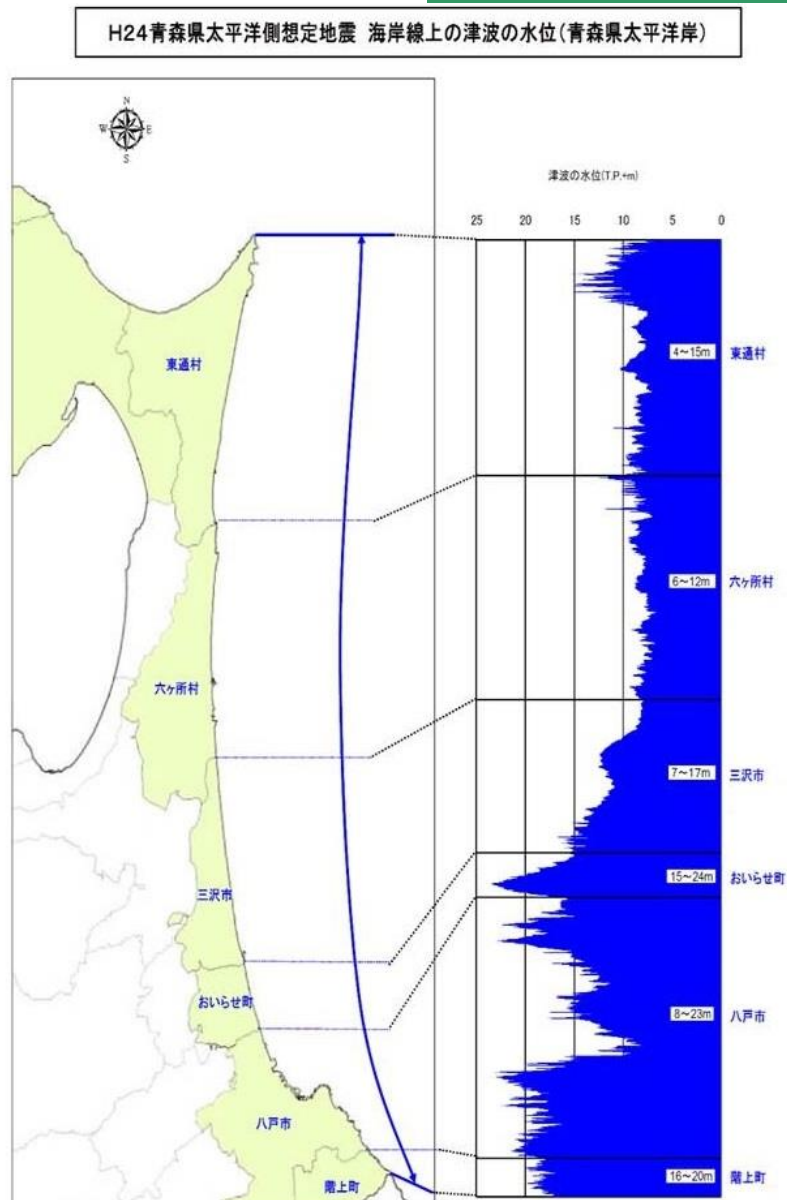 H24青森県太平洋側想定地震 海岸線上の津波の水位(青森県太平洋岸)
N
W E
S
津波の水位(T.P.+m)
25 20 15 10 5 0
東通村
4~15m
東通村
6~12m
六ヶ所村
六ヶ所村
7~17m
三沢市
15~24m
おいらせ町
三沢市
おいらせ町
8~23m
八戸市
八戸市
16~20m
階上町
階上町